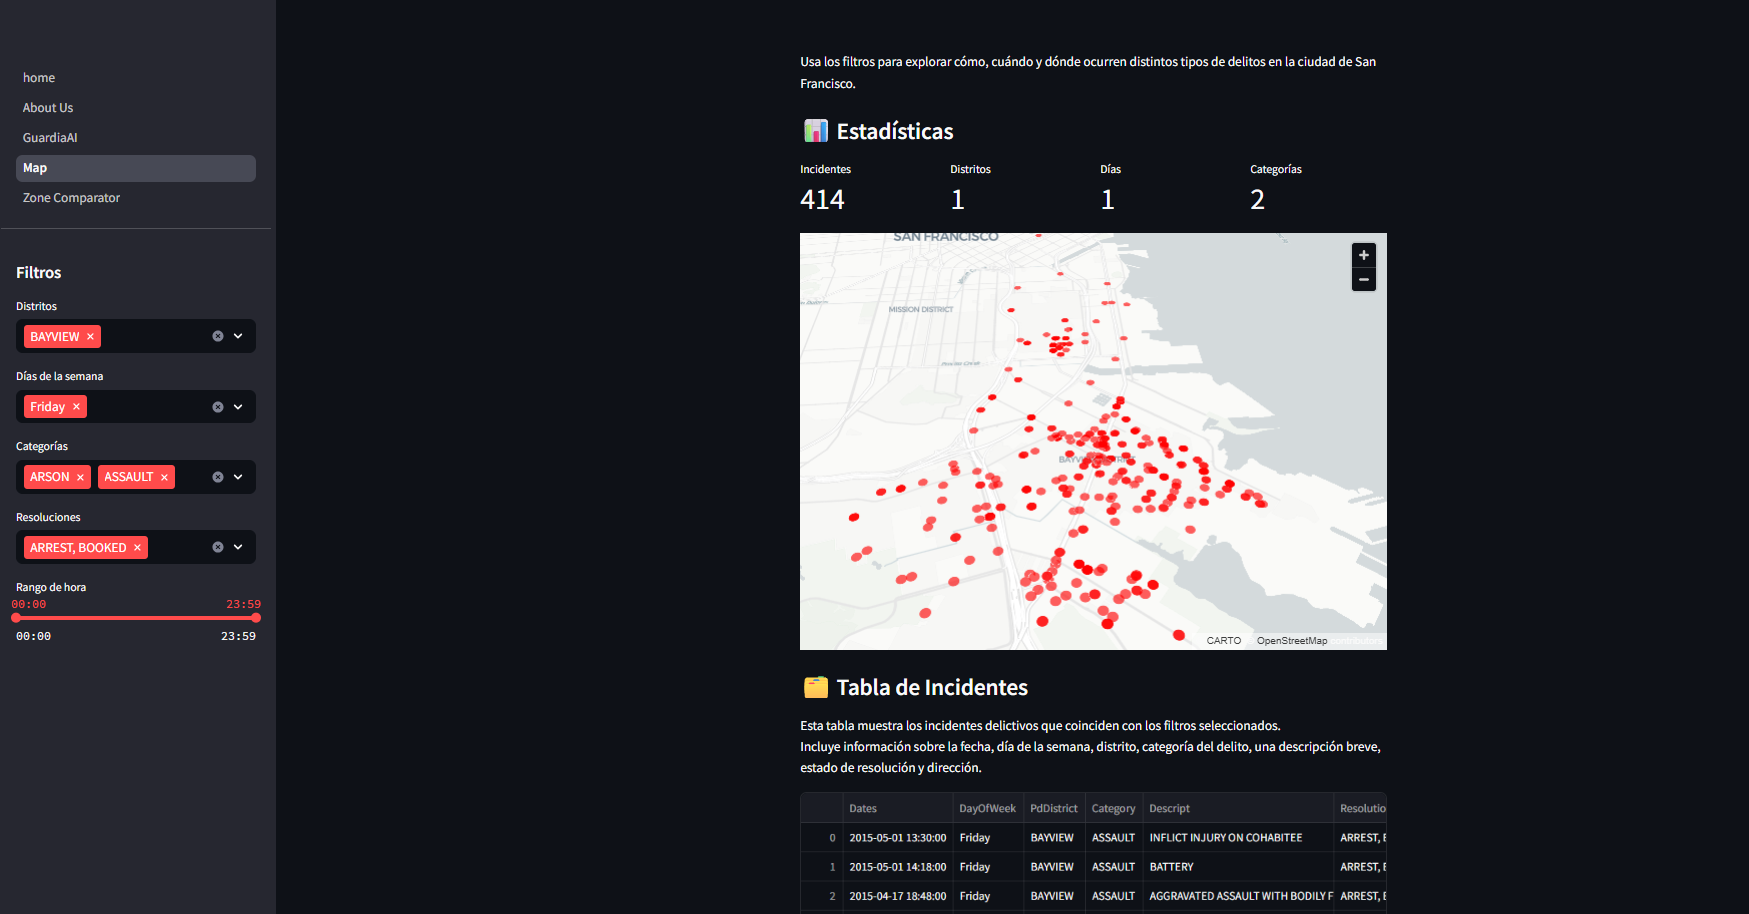 home
About Us
GuardiaAI
Map
Zone Comparator
Filtros
Distritos
BAYVIEW ×
Días de la semana
Friday ×
Categorías
ARSON × ASSAULT ×
Resoluciones
ARREST, BOOKED ×
Rango de hora
00:00 23:59
00:00 23:59
Usa los filtros para explorar cómo, cuándo y dónde ocurren distintos tipos de delitos en la ciudad de San
Francisco.
Estadísticas
Incidentes Distritos Días Categorías
414 1 1 2
SAN FRANCISCO
+
−
MISSION DISTRICT
CARTO OpenStreetMap contributors
Tabla de Incidentes
Esta tabla muestra los incidentes delictivos que coinciden con los filtros seleccionados.
Incluye información sobre la fecha, día de la semana, distrito, categoría del delito, una descripción breve,
estado de resolución y dirección.
Dates DayOfWeek PdDistrict Category Descript Resolutio
0 2015-05-01 13:30:00 Friday BAYVIEW ASSAULT INFLICT INJURY ON COHABITEE ARREST, E
1 2015-05-01 14:18:00 Friday BAYVIEW ASSAULT BATTERY ARREST, E
2 2015-04-17 18:48:00 Friday BAYVIEW ASSAULT AGGRAVATED ASSAULT WITH BODILY F ARREST, E